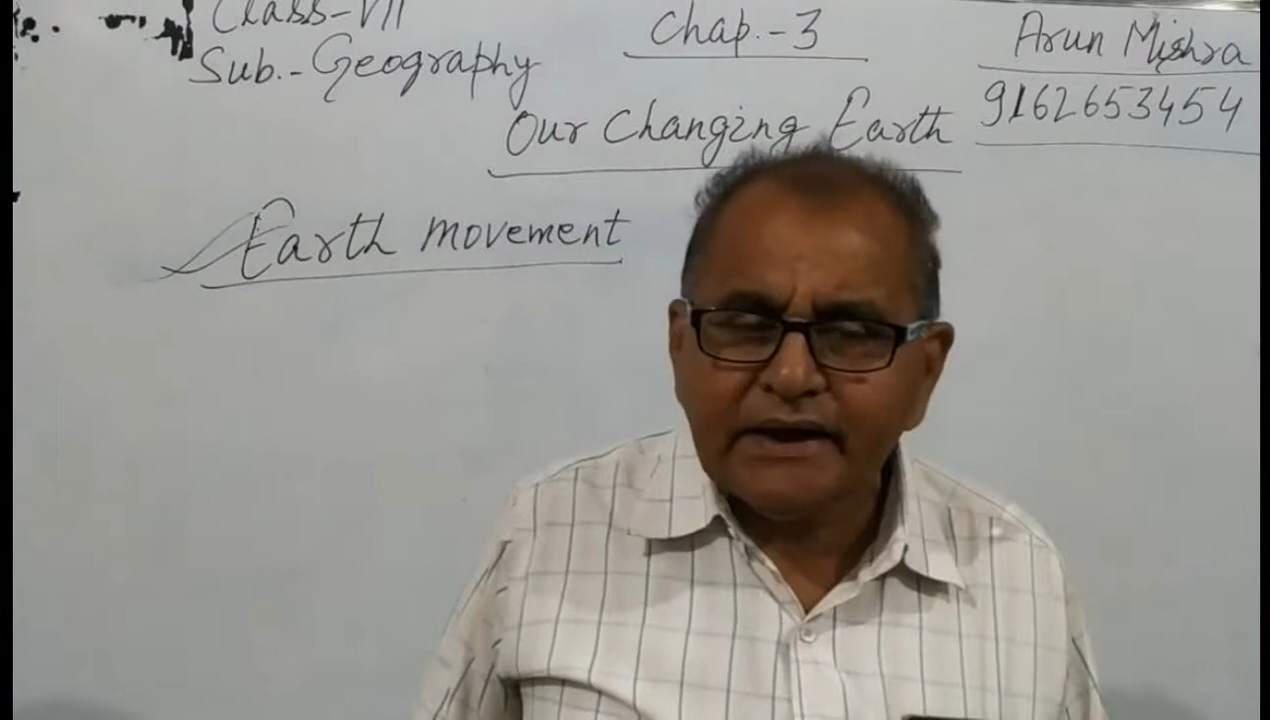 Class-VII
Sub.-Geography
Chap.-3
Arun Mishra
9162653454
Our Changing Earth
Earth movement